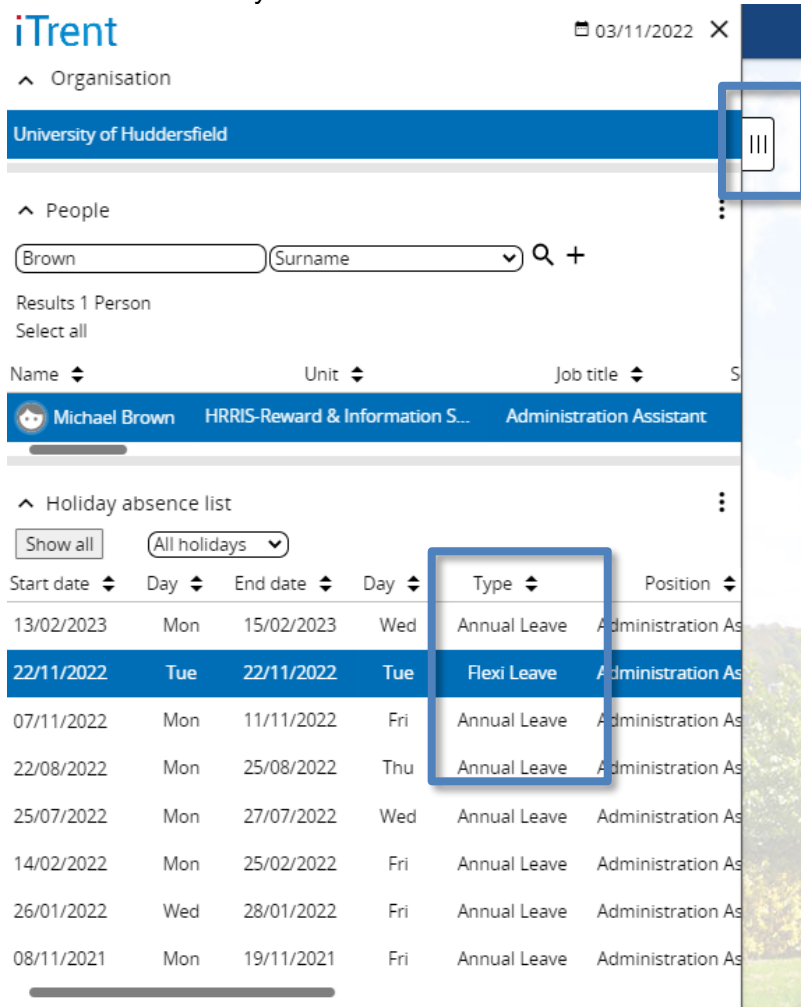 iTrent 03/11/2022
Organisation
University of Huddersfield
People
Brown Surname
Results 1 Person
Select all
Name Unit Job title S
Michael Brown HRRIS-Reward & Information S... Administration Assistant
Holiday absence list
Show all All holidays
Start date Day End date Day Type Position
13/02/2023 Mon 15/02/2023 Wed Annual Leave Administration As
22/11/2022 Tue 22/11/2022 Tue Flexi Leave Administration As
07/11/2022 Mon 11/11/2022 Fri Annual Leave Administration As
22/08/2022 Mon 25/08/2022 Thu Annual Leave Administration As
25/07/2022 Mon 27/07/2022 Wed Annual Leave Administration As
14/02/2022 Mon 25/02/2022 Fri Annual Leave Administration As
26/01/2022 Wed 28/01/2022 Fri Annual Leave Administration As
08/11/2021 Mon 19/11/2021 Fri Annual Leave Administration As